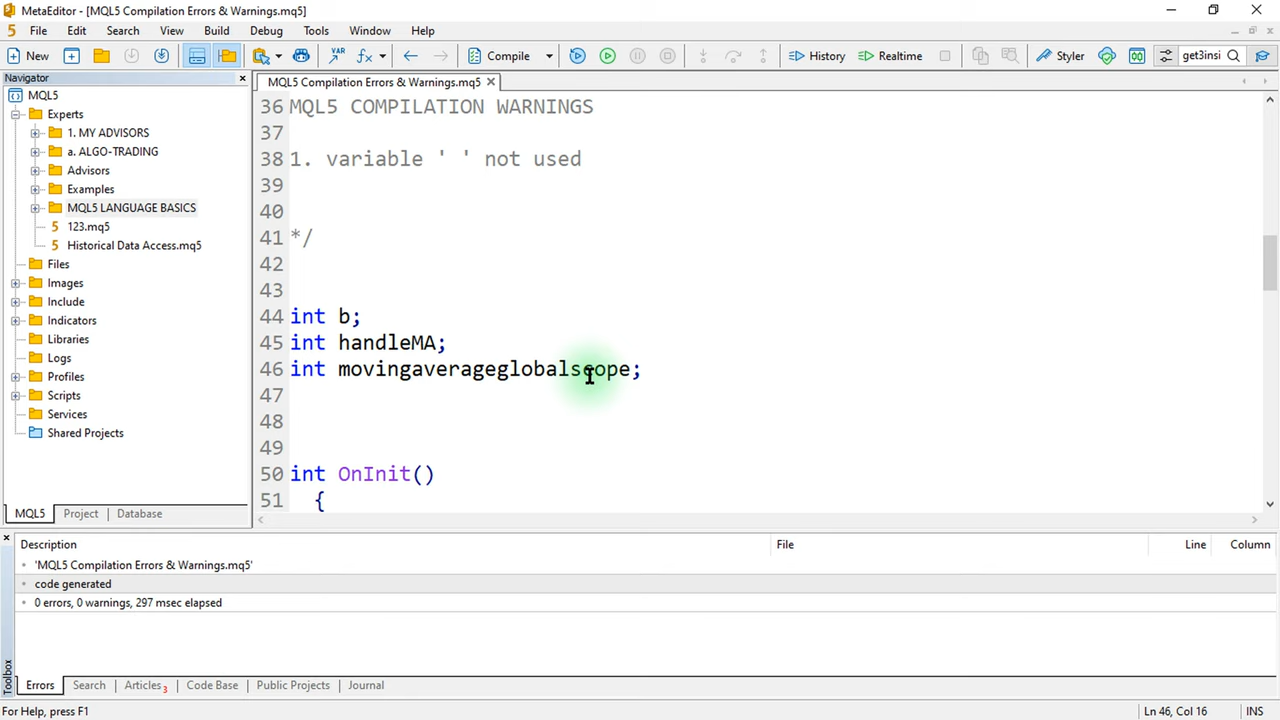 MetaEditor - [MQL5 Compilation Errors & Warnings.mq5]
5 File Edit Search View Build Debug Tools Window Help
New Compile History Realtime Styler get3insi
Navigator
MQL5 Compilation Errors & Warnings.mq5
MQL5
Experts
1. MY ADVISORS
a. ALGO-TRADING
Advisors
Examples
MQL5 LANGUAGE BASICS
123.mq5
Historical Data Access.mq5
Files
Images
Include
Indicators
Libraries
Logs
Profiles
Scripts
Services
Shared Projects
MQL5 Project Database
36 MQL5 COMPILATION WARNINGS
37
38 1. variable ' ' not used
39
40
41 */
42
43
44 int b;
45 int handleMA;
46 int movingaverageglobalscope;
47
48
49
50 int OnInit()
51 {
Description File Line Column
'MQL5 Compilation Errors & Warnings.mq5'
code generated
0 errors, 0 warnings, 297 msec elapsed
Toolbox
Errors Search Articles 3 Code Base Public Projects Journal
For Help, press F1 Ln 46, Col 16 INS